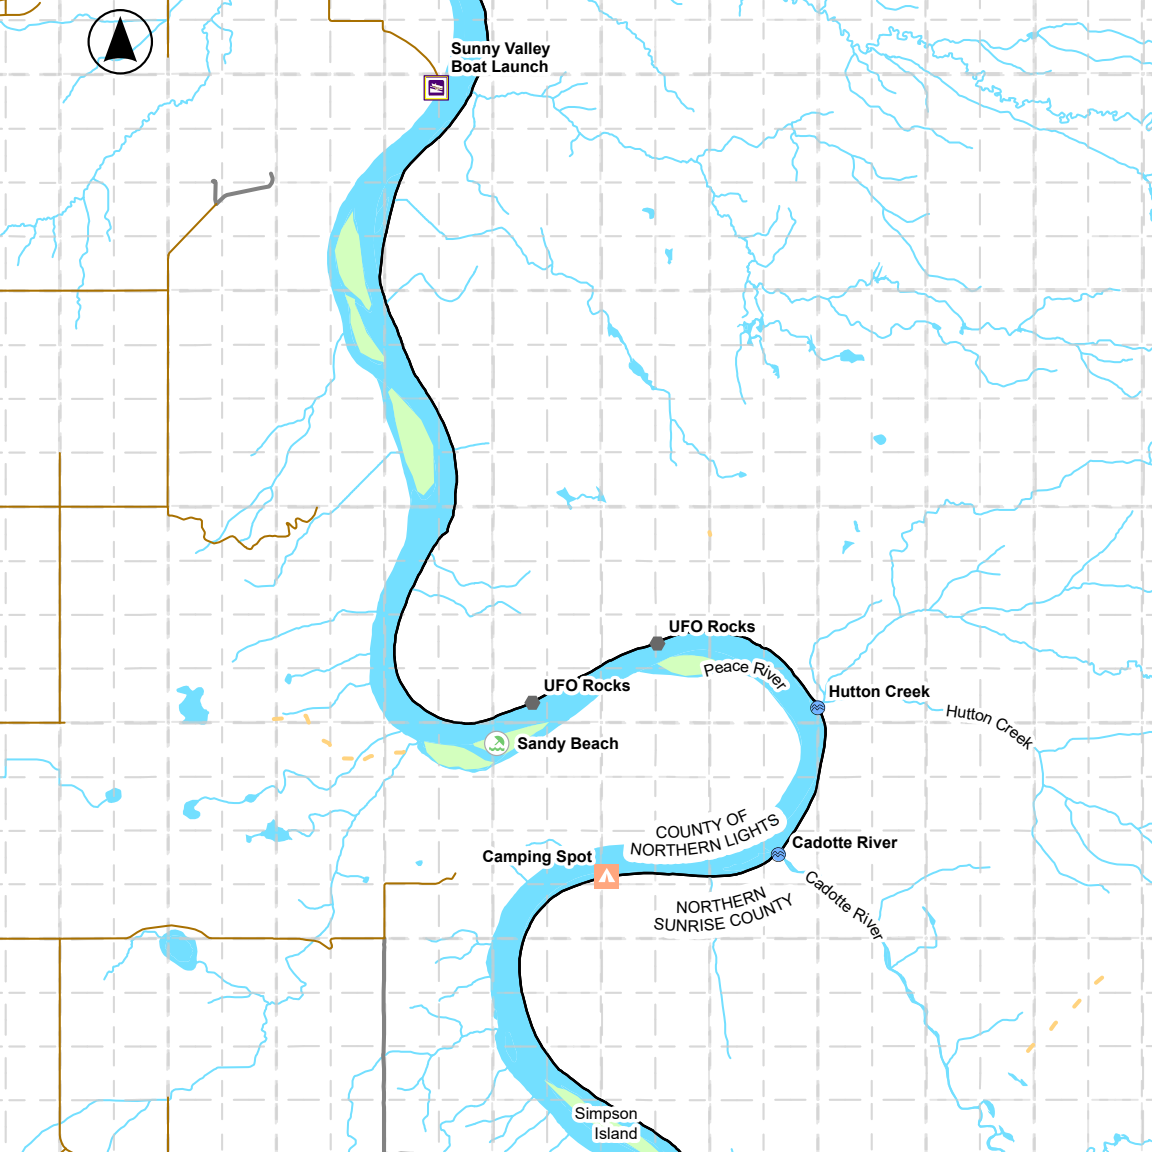 Sunny Valley
Boat Launch
UFO Rocks
Peace River
UFO Rocks
Hutton Creek
Hutton Creek
Sandy Beach
COUNTY OF
NORTHERN LIGHTS
Cadotte River
Camping Spot
Cadotte River
NORTHERN
SUNRISE COUNTY
Simpson
Island